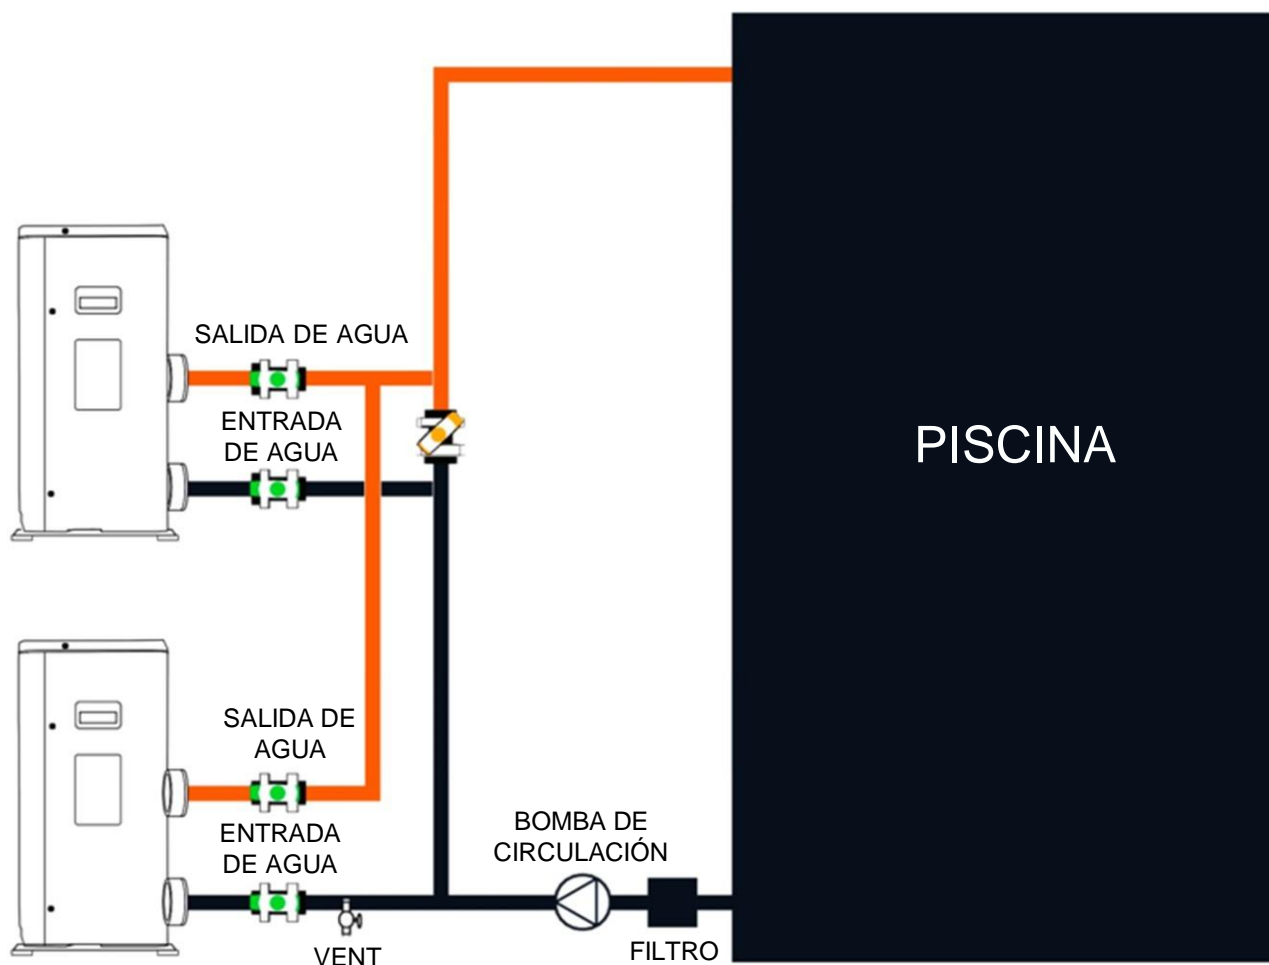 SALIDA DE AGUA
ENTRADA
DE AGUA
PISCINA
SALIDA DE
AGUA
ENTRADA
DE AGUA
BOMBA DE
CIRCULACIÓN
VENT
FILTRO